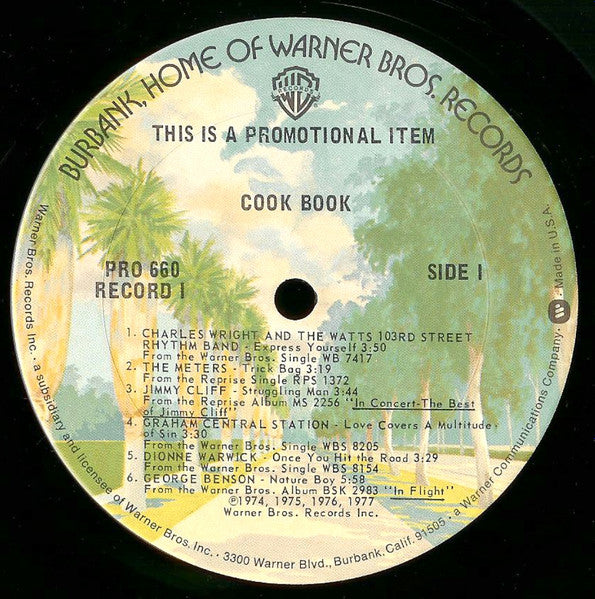 BURBANK, HOME OF WARNER BROS. RECORDS
WB
RECORDS
THIS IS A PROMOTIONAL ITEM
COOK BOOK
PRO 660
RECORD I
SIDE I
1. CHARLES WRIGHT AND THE WATTS 103RD STREET
RHYTHM BAND - Express Yourself 3:50
From the Warner Bros. Single WB 7417
2. THE METERS - Trick Bag 3:19
From the Reprise Single RPS 1372
3. JIMMY CLIFF - Struggling Man 3:44
From the Reprise Album MS 2256 "In Concert-The Best
of Jimmy Cliff"
4. GRAHAM CENTRAL STATION - Love Covers A Multitude
of Sin 3:30
From the Warner Bros. Single WBS 8205
5. DIONNE WARWICK - Once You Hit the Road 3:29
From the Warner Bros. Single WBS 8154
6. GEORGE BENSON - Nature Boy 5:58
From the Warner Bros. Album BSK 2983 "In Flight"
℗1974, 1975, 1976, 1977
Warner Bros. Records Inc.
Warner Bros. Records Inc. · a subsidiary and licensee of Warner Bros. Inc. · 3300 Warner Blvd., Burbank, Calif. 91505 · a Warner Communications Company · Made in U.S.A.